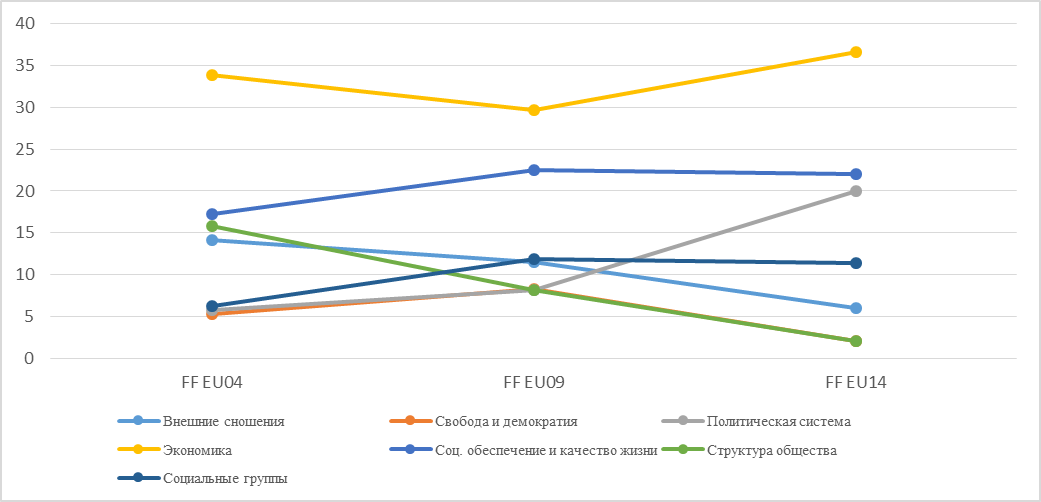 40
35
30
25
20
15
10
5
0
FF EU04 FF EU09 FF EU14
Внешние сношения Свобода и демократия Политическая система
Экономика Соц. обеспечение и качество жизни Структура общества
Социальные группы